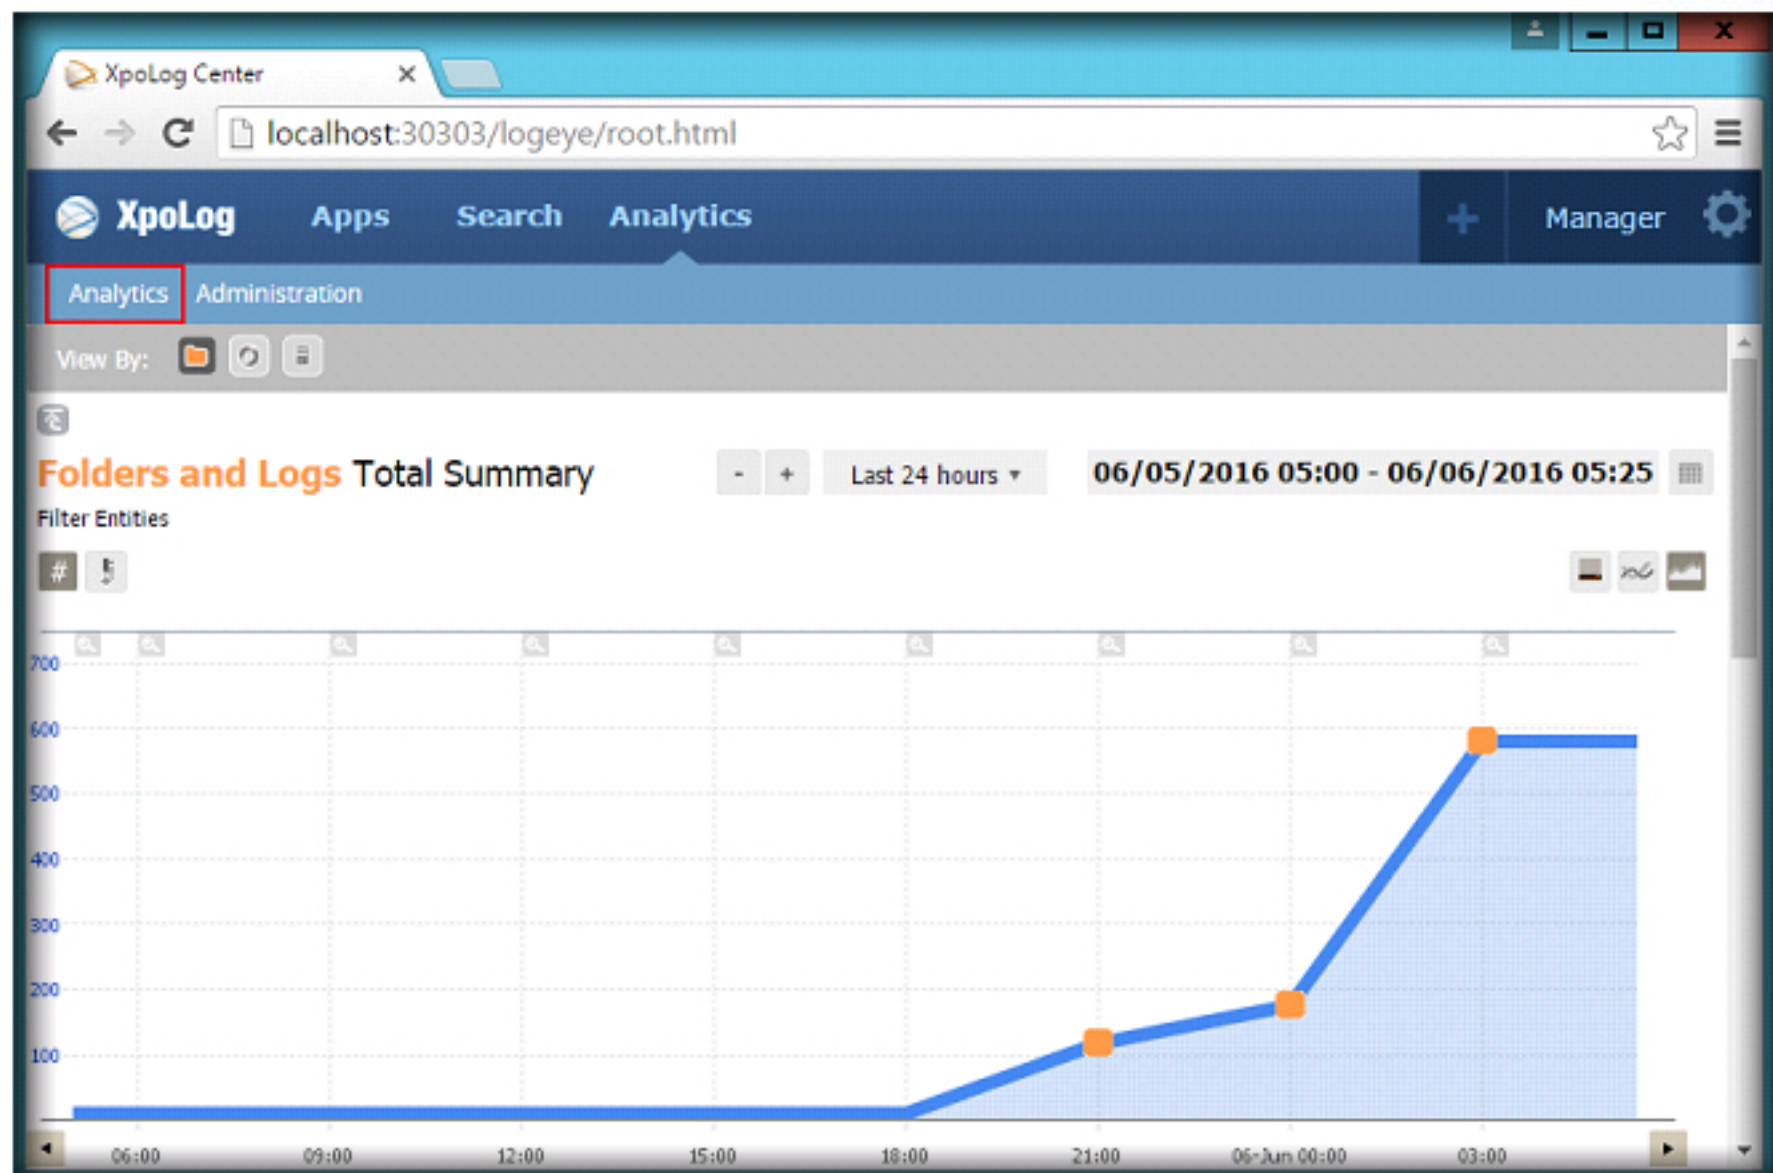 XpoLog Center
localhost:30303/logeye/root.html
XpoLog Apps Search Analytics + Manager
Analytics Administration
View By:
Folders and Logs Total Summary - + Last 24 hours 06/05/2016 05:00 - 06/06/2016 05:25
Filter Entities
#
700
600
500
400
300
200
100
06:00 09:00 12:00 15:00 18:00 21:00 06-Jun 00:00 03:00